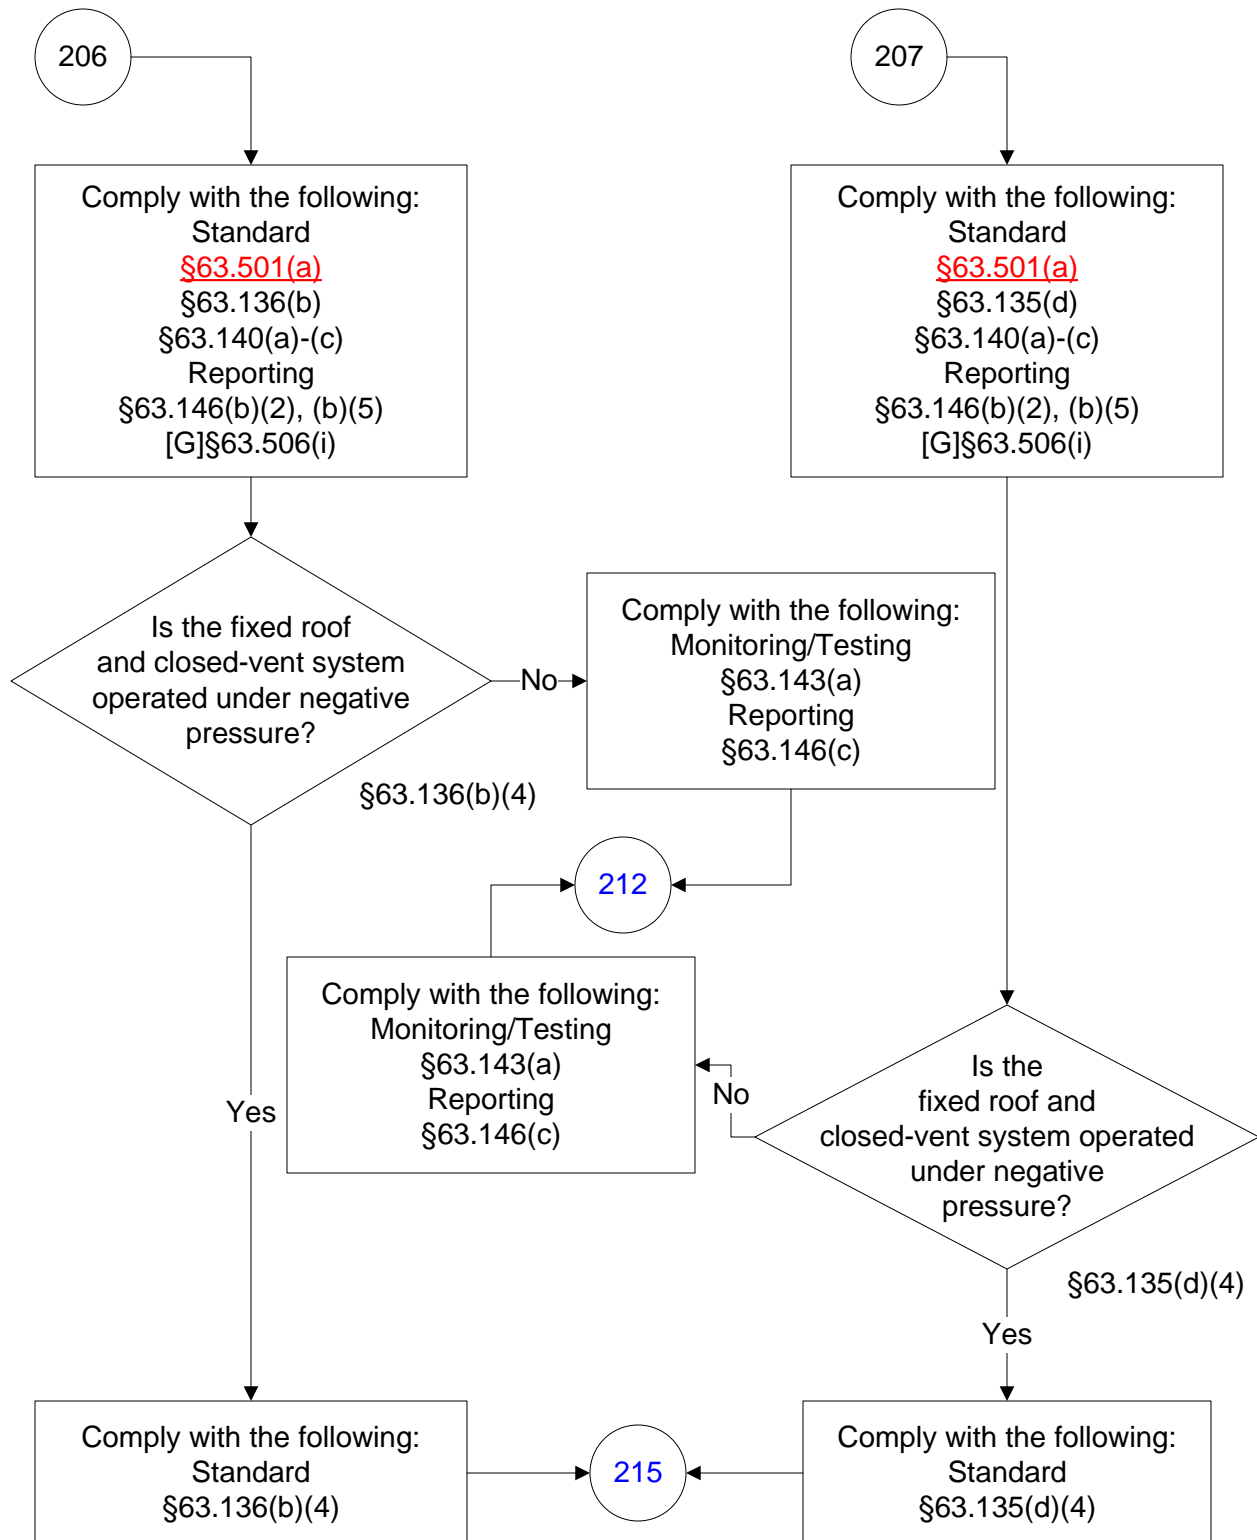 206
207
Comply with the following:
Standard
§63.501(a)
§63.136(b)
§63.140(a)-(c)
Reporting
§63.146(b)(2), (b)(5)
[G]§63.506(i)
Comply with the following:
Standard
§63.501(a)
§63.135(d)
§63.140(a)-(c)
Reporting
§63.146(b)(2), (b)(5)
[G]§63.506(i)
Is the fixed roof
and closed-vent system
operated under negative
pressure?
§63.136(b)(4)
No
Comply with the following:
Monitoring/Testing
§63.143(a)
Reporting
§63.146(c)
212
Comply with the following:
Monitoring/Testing
§63.143(a)
Reporting
§63.146(c)
No
Is the
fixed roof and
closed-vent system operated
under negative
pressure?
§63.135(d)(4)
Yes
Yes
Comply with the following:
Standard
§63.136(b)(4)
215
Comply with the following:
Standard
§63.135(d)(4)